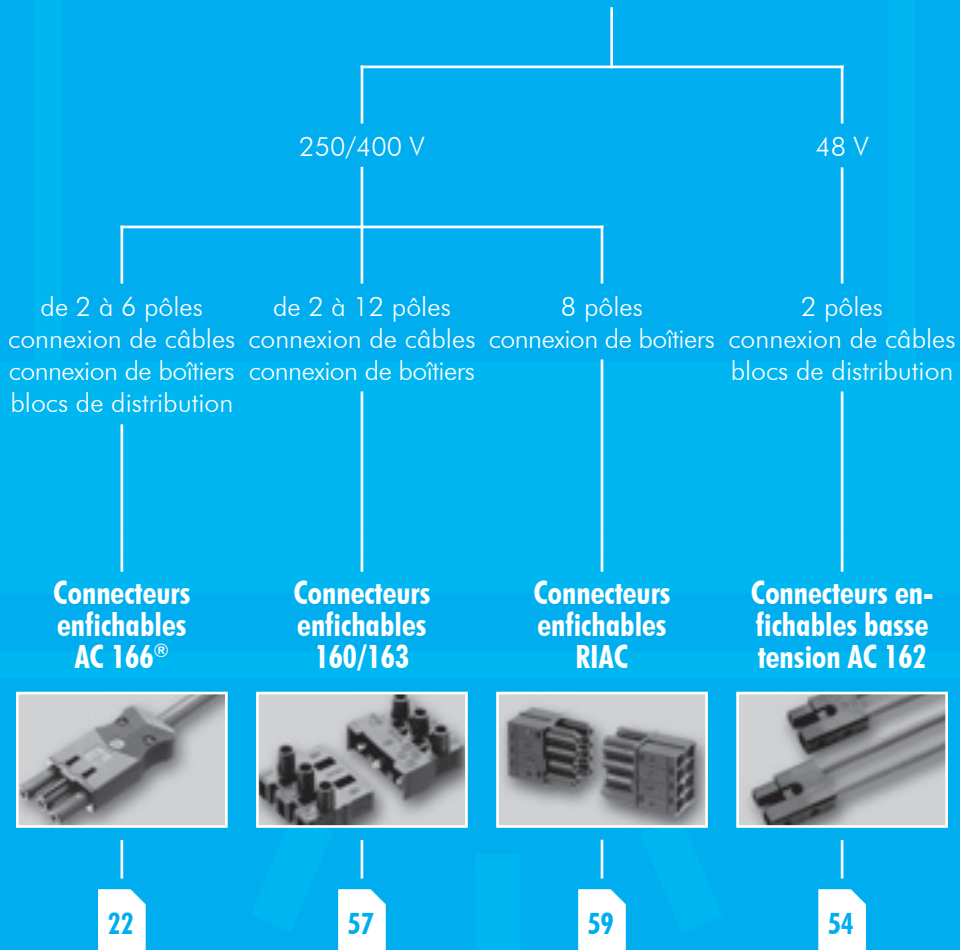 250/400 V
48 V
de 2 à 6 pôles
connexion de câbles
connexion de boîtiers
blocs de distribution
de 2 à 12 pôles
connexion de câbles
connexion de boîtiers
8 pôles
connexion de boîtiers
2 pôles
connexion de câbles
blocs de distribution
Connecteurs
enfichables
AC 166®
Connecteurs
enfichables
160/163
Connecteurs
enfichables
RIAC
Connecteurs en-
fichables basse
tension AC 162
22
57
59
54